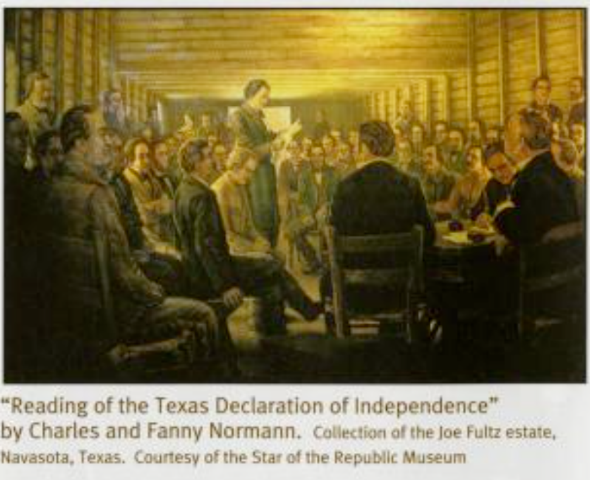 “Reading of the Texas Declaration of Independence”
by Charles and Fanny Normann. Collection of the Joe Fultz estate,
Navasota, Texas. Courtesy of the Star of the Republic Museum